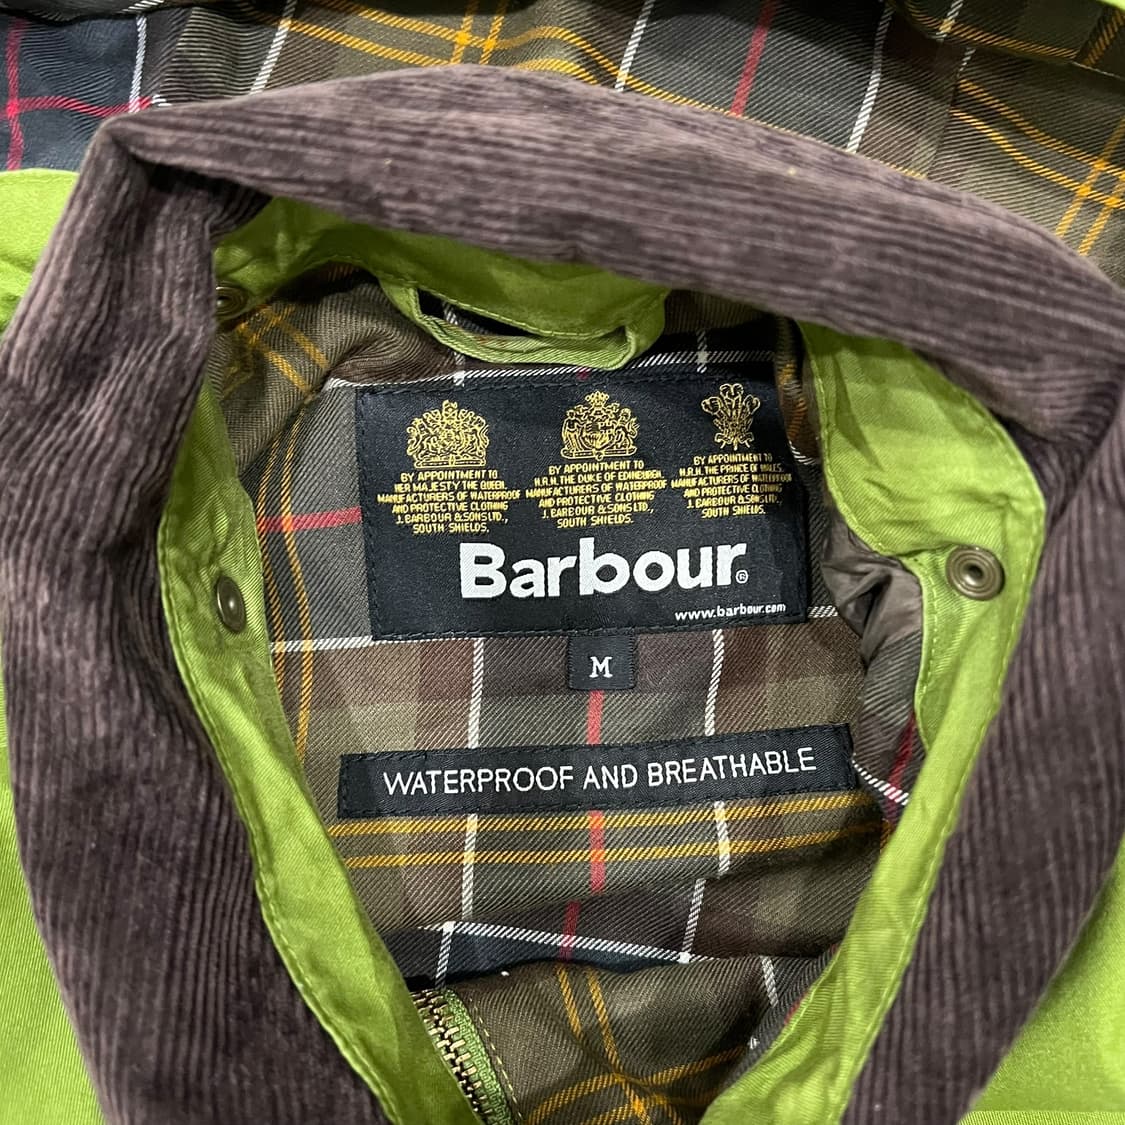 BY APPOINTMENT TO
HER MAJESTY THE QUEEN.
MANUFACTURERS OF WATERPROOF
AND PROTECTIVE CLOTHING
J. BARBOUR & SONS LTD.,
SOUTH SHIELDS.
BY APPOINTMENT TO
H.R.H. THE DUKE OF EDINBURGH.
MANUFACTURERS OF WATERPROOF
AND PROTECTIVE CLOTHING
J. BARBOUR & SONS LTD.,
SOUTH SHIELDS.
BY APPOINTMENT TO
H.R.H. THE PRINCE OF WALES.
MANUFACTURERS OF WATERPROOF
AND PROTECTIVE CLOTHING
J. BARBOUR & SONS LTD.,
SOUTH SHIELDS.
Barbour®
www.barbour.com
M
WATERPROOF AND BREATHABLE